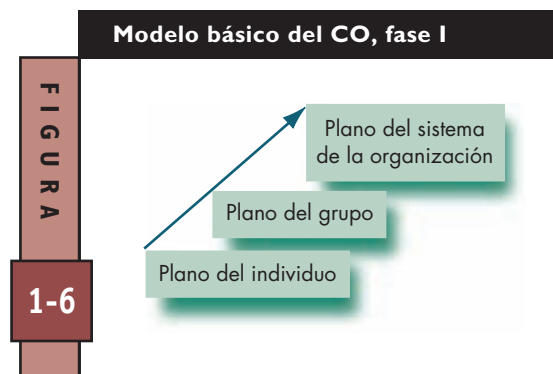 Modelo básico del CO, fase I
FIGURA
1-6
Plano del sistema
de la organización
Plano del grupo
Plano del individuo